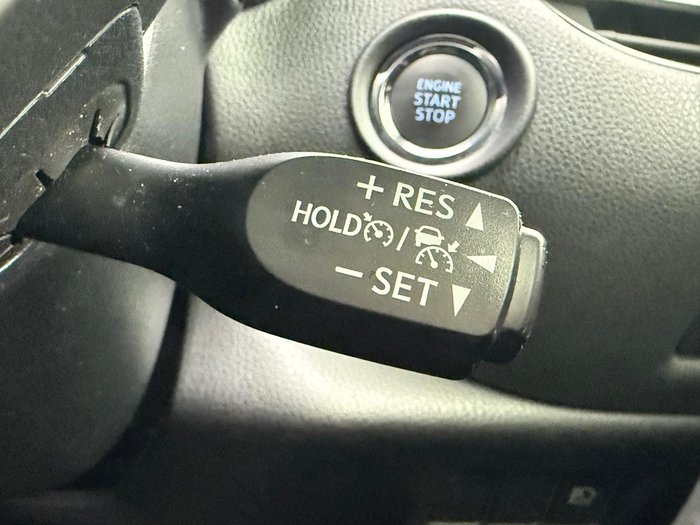 ENGINE
START
STOP
+ RES
HOLD /
− SET